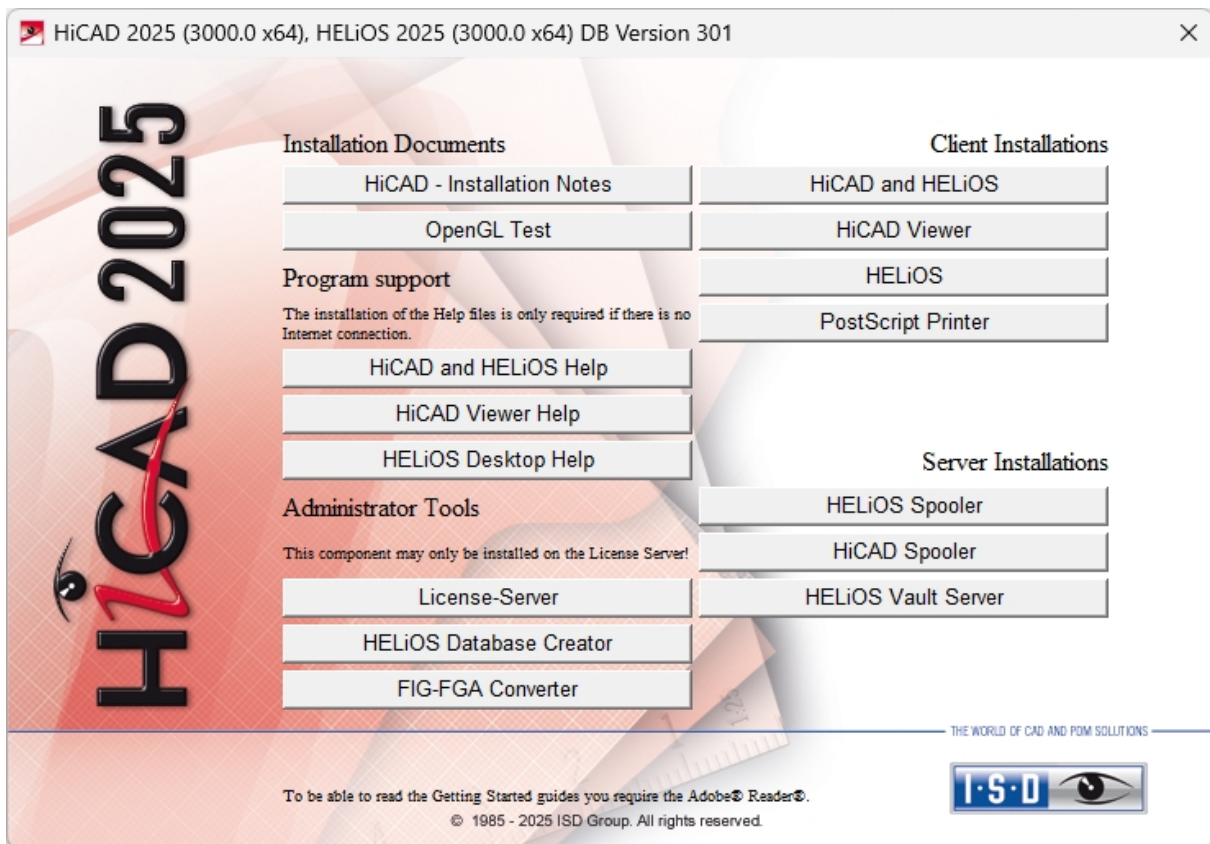 HiCAD 2025 (3000.0 x64), HELiOS 2025 (3000.0 x64) DB Version 301
HiCAD 2025
Installation Documents
HiCAD - Installation Notes
OpenGL Test
Program support
The installation of the Help files is only required if there is no
Internet connection.
HiCAD and HELiOS Help
HiCAD Viewer Help
HELiOS Desktop Help
Administrator Tools
This component may only be installed on the License Server!
License-Server
HELiOS Database Creator
FIG-FGA Converter
Client Installations
HiCAD and HELiOS
HiCAD Viewer
HELiOS
PostScript Printer
Server Installations
HELiOS Spooler
HiCAD Spooler
HELiOS Vault Server
THE WORLD OF CAD AND PDM SOLUTIONS
I·S·D
To be able to read the Getting Started guides you require the Adobe® Reader®.
© 1985 - 2025 ISD Group. All rights reserved.